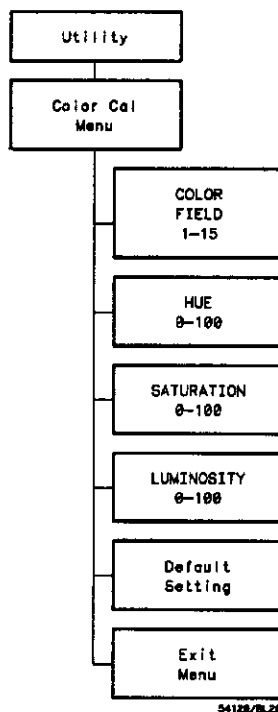 Utility
Color Cal
Menu
COLOR
FIELD
1-15
HUE
0-100
SATURATION
0-100
LUMINOSITY
0-100
Default
Setting
Exit
Menu